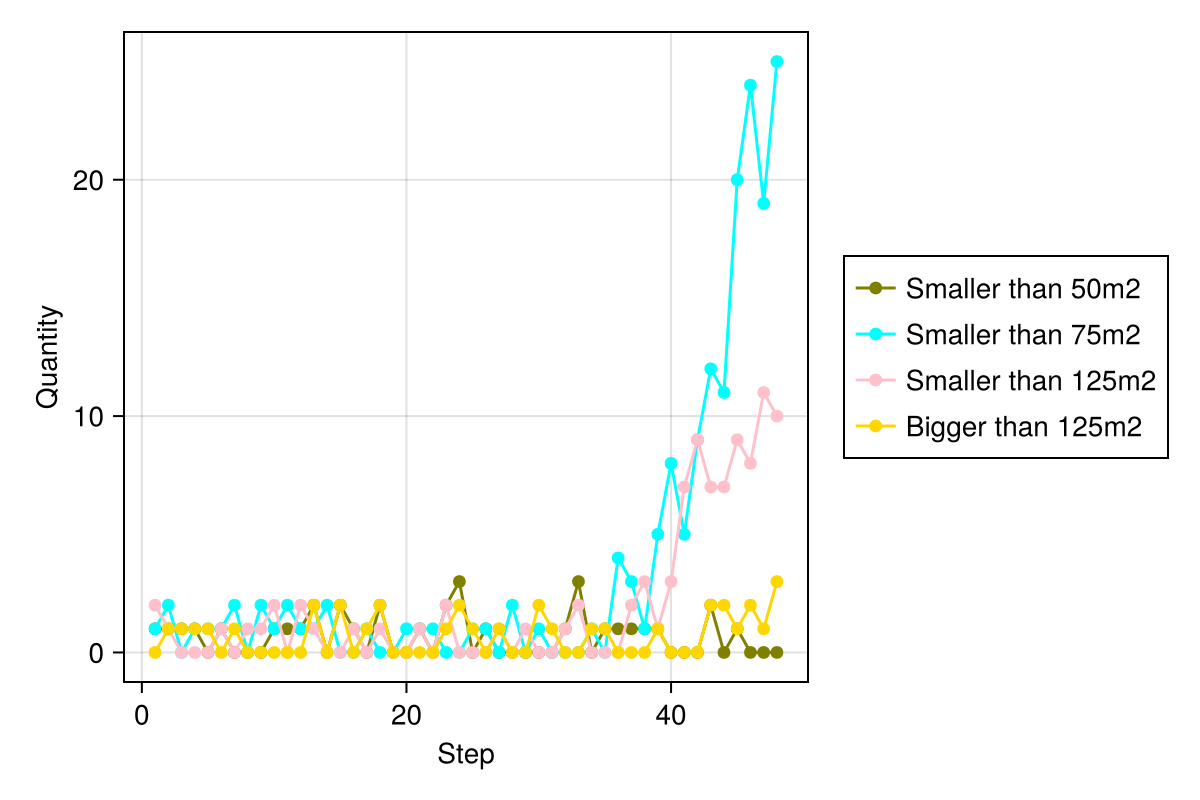 20
10
0
Quantity
0
20
40
Step
Smaller than 50m2
Smaller than 75m2
Smaller than 125m2
Bigger than 125m2